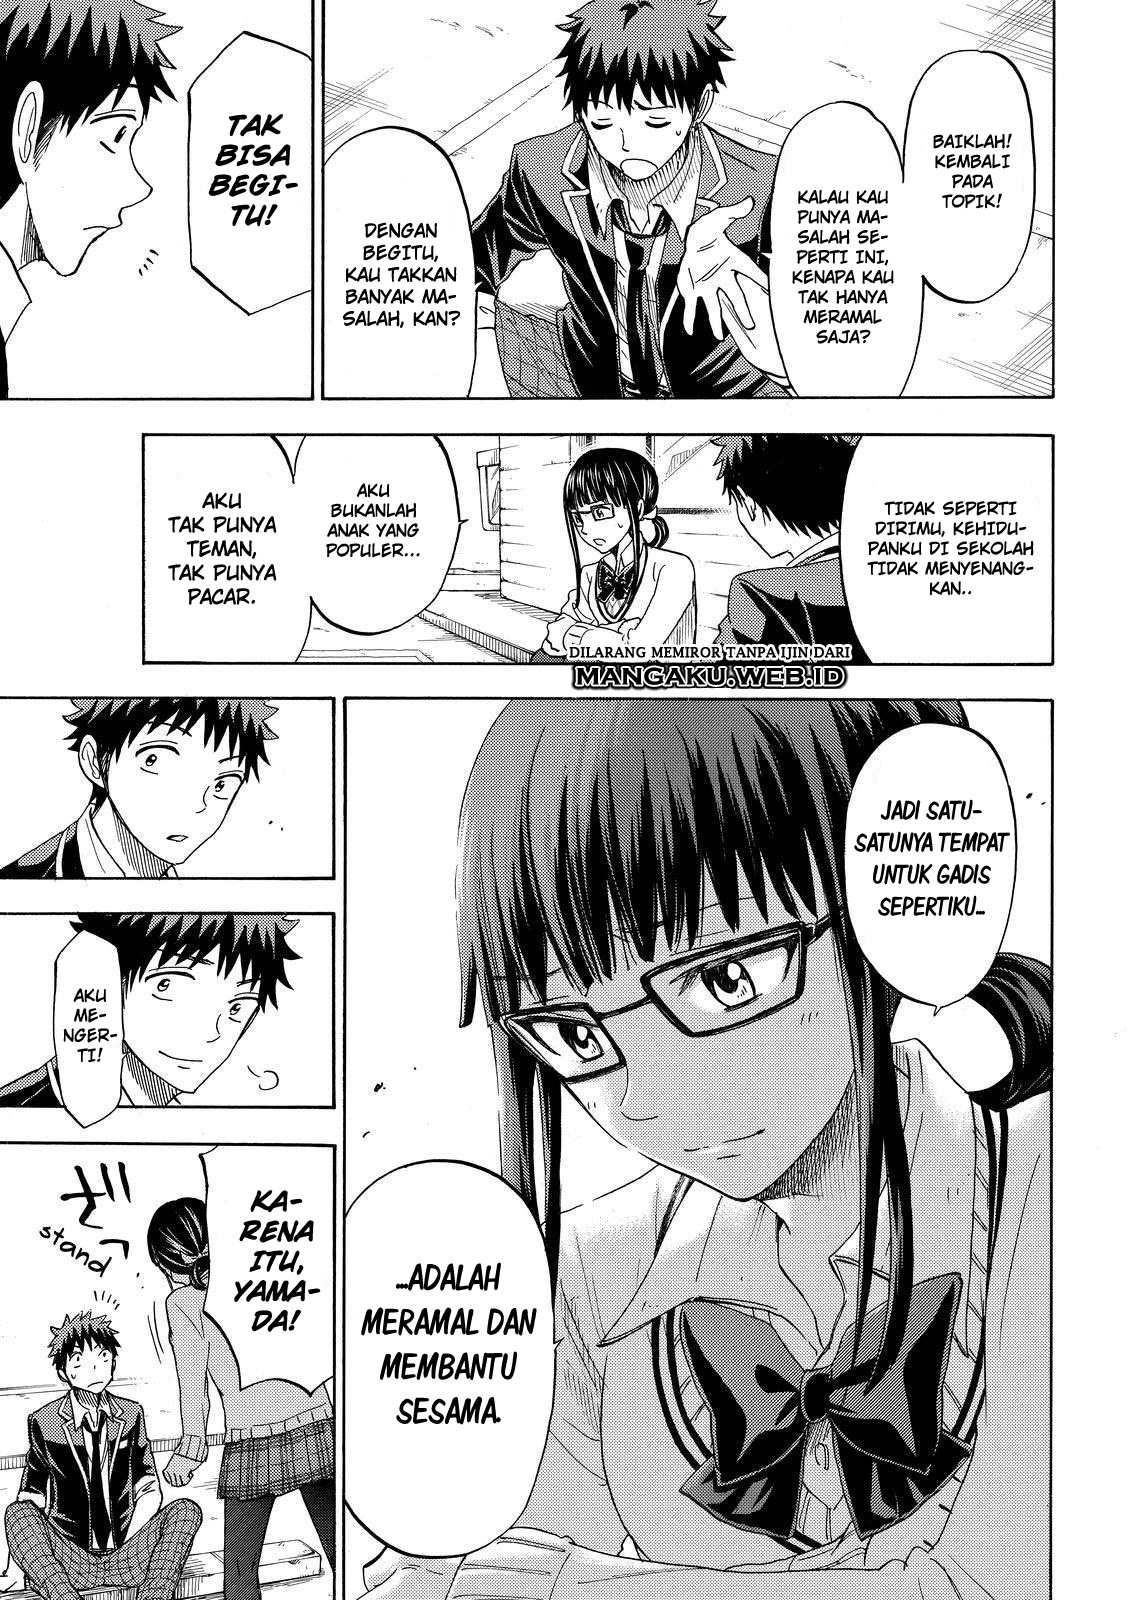 BAIKLAH!
KEMBALI
PADA
TOPIK!
KALAU KAU
PUNYA MA-
SALAH SE-
PERTI INI,
KENAPA KAU
TAK HANYA
MERAMAL
SAJA?
DENGAN
BEGITU,
KAU TAKKAN
BANYAK MA-
SALAH, KAN?
TAK
BISA
BEGI-
TU!
TIDAK SEPERTI
DIRIMU, KEHIDU-
PANKU DI SEKOLAH
TIDAK MENYENANG-
KAN..
AKU
BUKANLAH
ANAK YANG
POPULER...
AKU
TAK PUNYA
TEMAN,
TAK PUNYA
PACAR.
DILARANG MEMIROR TANPA IJIN DARI
MANGAKU.WEB.ID
JADI SATU-
SATUNYA TEMPAT
UNTUK GADIS
SEPERTIKU...
...ADALAH
MERAMAL DAN
MEMBANTU
SESAMA.
AKU
ME-
NGER-
TI!
KA-
RENA
ITU,
YAMA-
DA!
stand